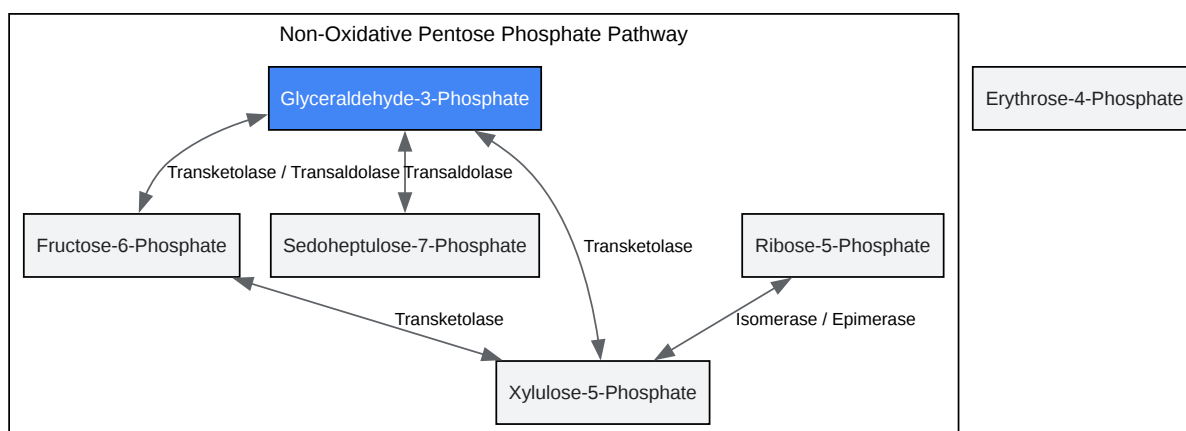 Non-Oxidative Pentose Phosphate Pathway
Glyceraldehyde-3-Phosphate
Erythrose-4-Phosphate
Transketolase / Transaldolase
Transaldolase
Fructose-6-Phosphate
Sedoheptulose-7-Phosphate
Transketolase
Ribose-5-Phosphate
Transketolase
Isomerase / Epimerase
Xylulose-5-Phosphate